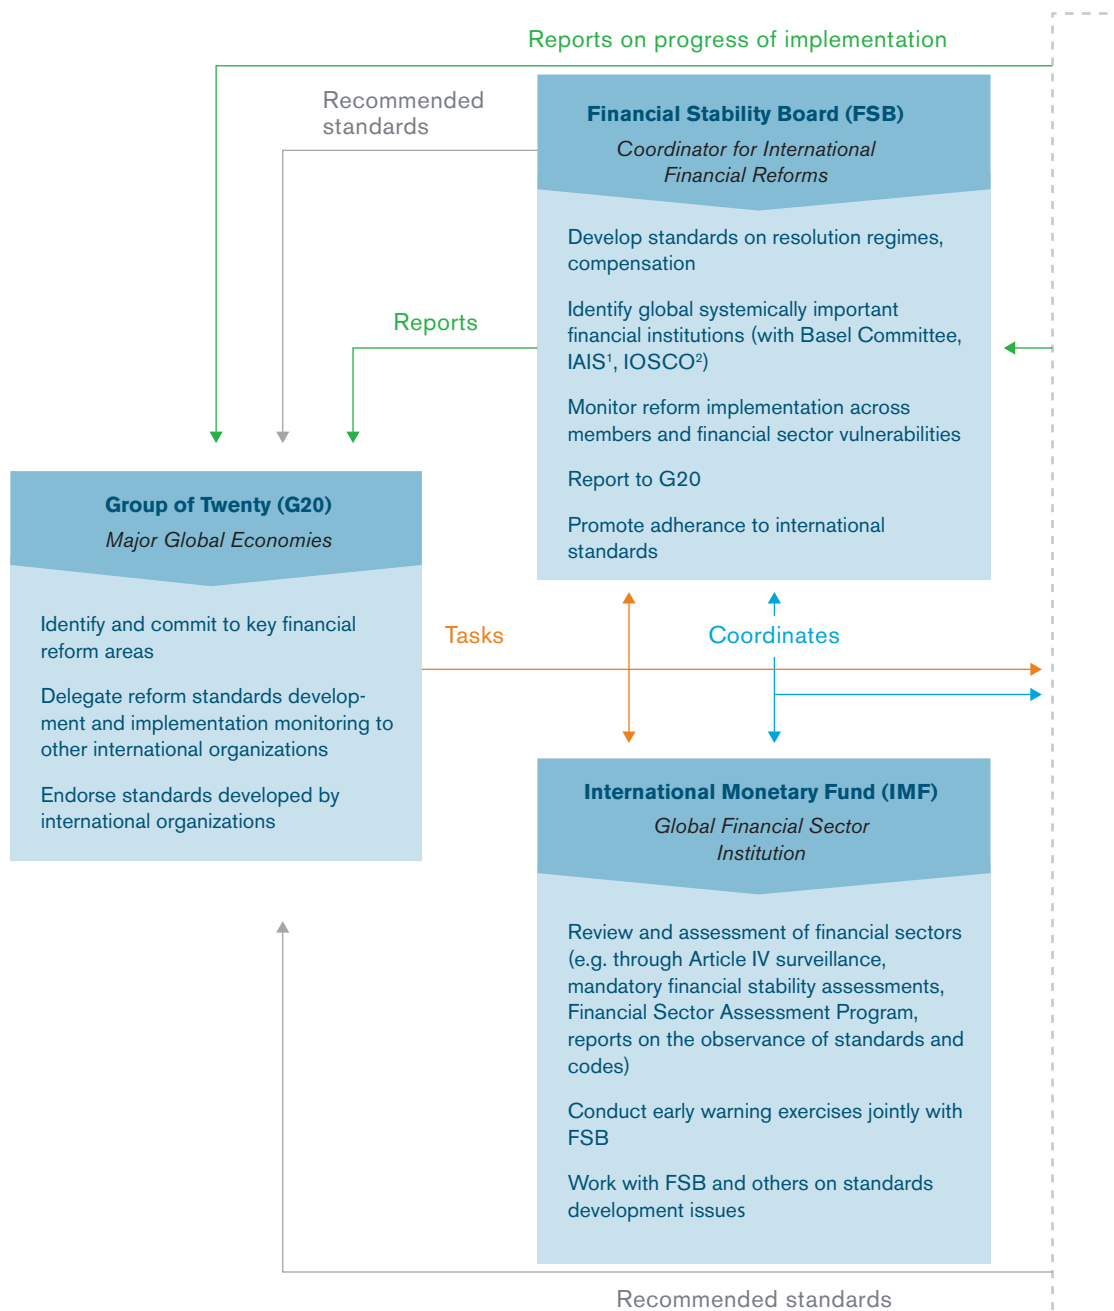 Reports on progress of implementation
Recommended
standards
Financial Stability Board (FSB)
Coordinator for International
Financial Reforms
Develop standards on resolution regimes,
compensation
Identify global systemically important
financial institutions (with Basel Committee,
IAIS¹, IOSCO²)
Monitor reform implementation across
members and financial sector vulnerabilities
Report to G20
Promote adherance to international
standards
Reports
Group of Twenty (G20)
Major Global Economies
Identify and commit to key financial
reform areas
Delegate reform standards develop-
ment and implementation monitoring to
other international organizations
Endorse standards developed by
international organizations
Tasks
Coordinates
International Monetary Fund (IMF)
Global Financial Sector
Institution
Review and assessment of financial sectors
(e.g. through Article IV surveillance,
mandatory financial stability assessments,
Financial Sector Assessment Program,
reports on the observance of standards and
codes)
Conduct early warning exercises jointly with
FSB
Work with FSB and others on standards
development issues
Recommended standards